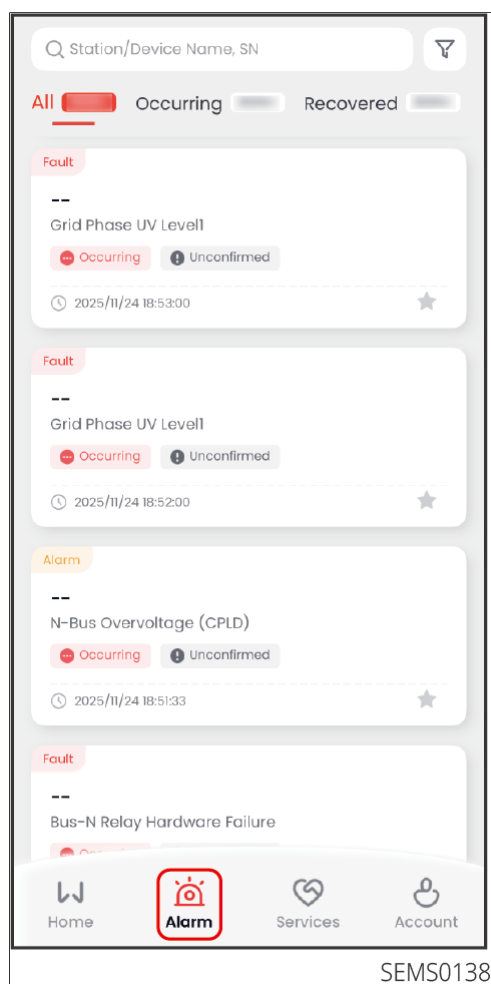 Station/Device Name, SN
All Occurring Recovered
Fault
--
Grid Phase UV Level1
Occurring Unconfirmed
2025/11/24 18:53:00
Fault
--
Grid Phase UV Level1
Occurring Unconfirmed
2025/11/24 18:52:00
Alarm
--
N-Bus Overvoltage (CPLD)
Occurring Unconfirmed
2025/11/24 18:51:33
Fault
--
Bus-N Relay Hardware Failure
Home Alarm Services Account
SEMS0138